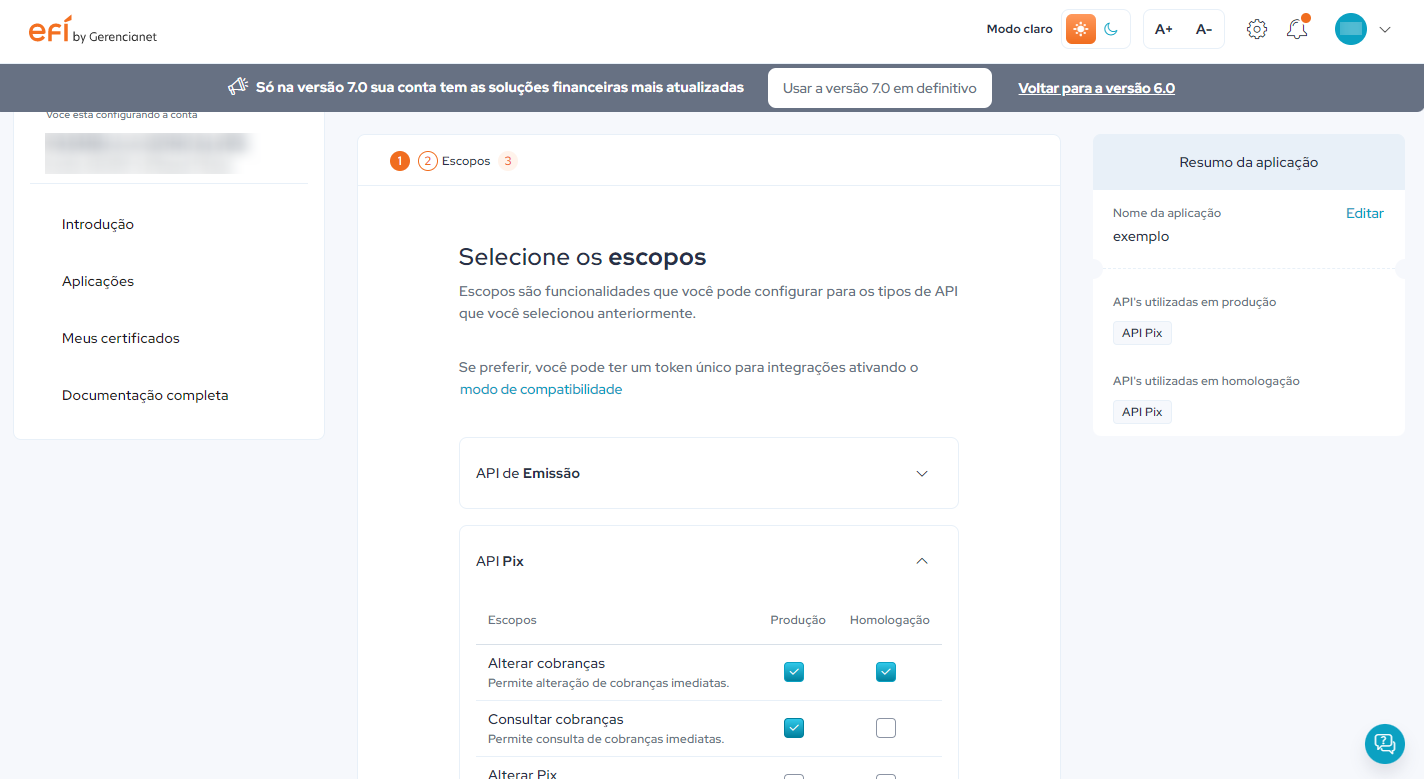 efí by Gerencianet
Modo claro
A+
A-
Só na versão 7.0 sua conta tem as soluções financeiras mais atualizadas
Usar a versão 7.0 em definitivo
Voltar para a versão 6.0
Você está configurando a conta
Introdução
Aplicações
Meus certificados
Documentação completa
1
2 Escopos
3
Selecione os escopos
Escopos são funcionalidades que você pode configurar para os tipos de API
que você selecionou anteriormente.
Se preferir, você pode ter um token único para integrações ativando o
modo de compatibilidade
API de Emissão
API Pix
Escopos Produção Homologação
Alterar cobranças
Permite alteração de cobranças imediatas.
Consultar cobranças
Permite consulta de cobranças imediatas.
Alterar Pix
Resumo da aplicação
Nome da aplicação Editar
exemplo
API's utilizadas em produção
API Pix
API's utilizadas em homologação
API Pix